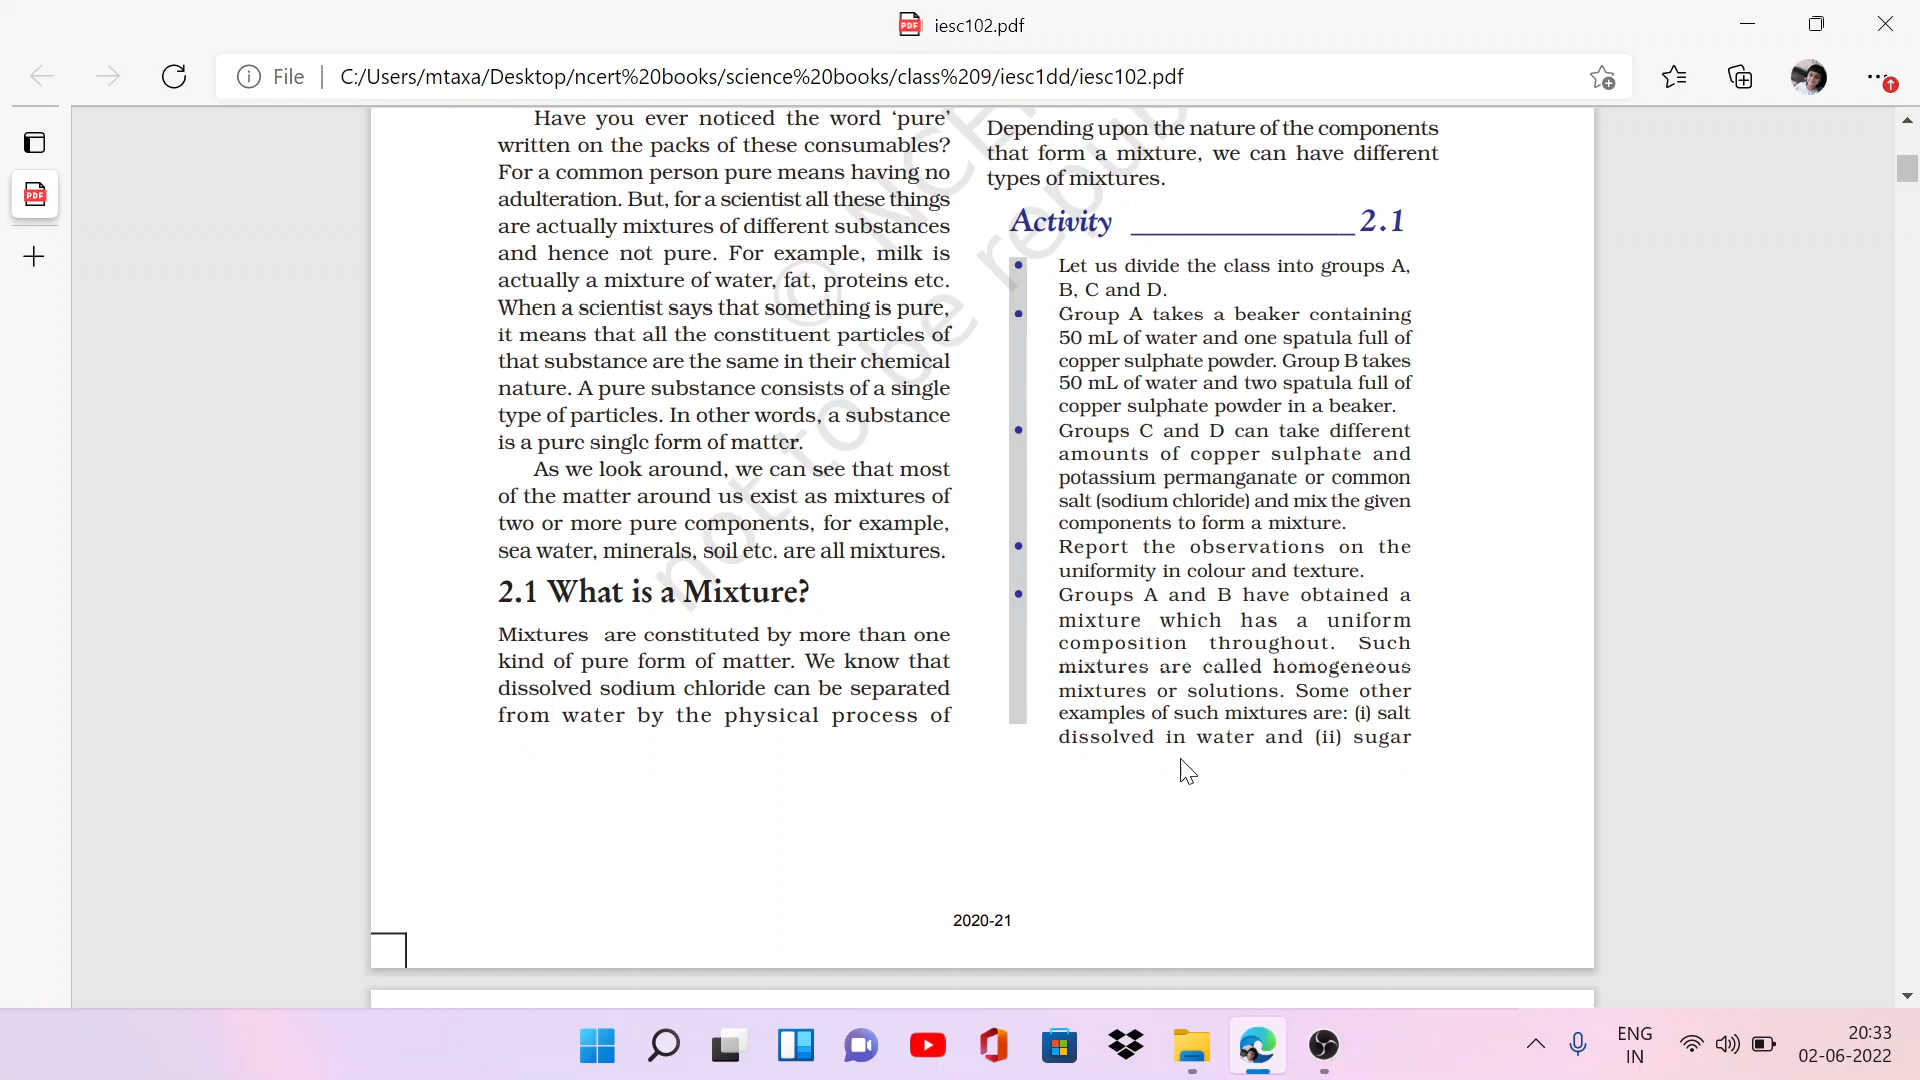 iesc102.pdf
File
C:/Users/mtaxa/Desktop/ncert%20books/science%20books/class%209/iesc1dd/iesc102.pdf
Have you ever noticed the word ‘pure’
written on the packs of these consumables?
For a common person pure means having no
adulteration. But, for a scientist all these things
are actually mixtures of different substances
and hence not pure. For example, milk is
actually a mixture of water, fat, proteins etc.
When a scientist says that something is pure,
it means that all the constituent particles of
that substance are the same in their chemical
nature. A pure substance consists of a single
type of particles. In other words, a substance
is a pure single form of matter.
As we look around, we can see that most
of the matter around us exist as mixtures of
two or more pure components, for example,
sea water, minerals, soil etc. are all mixtures.
2.1 What is a Mixture?
Mixtures are constituted by more than one
kind of pure form of matter. We know that
dissolved sodium chloride can be separated
from water by the physical process of
Depending upon the nature of the components
that form a mixture, we can have different
types of mixtures.
Activity ________________ 2.1
• Let us divide the class into groups A,
B, C and D.
• Group A takes a beaker containing
50 mL of water and one spatula full of
copper sulphate powder. Group B takes
50 mL of water and two spatula full of
copper sulphate powder in a beaker.
• Groups C and D can take different
amounts of copper sulphate and
potassium permanganate or common
salt (sodium chloride) and mix the given
components to form a mixture.
• Report the observations on the
uniformity in colour and texture.
• Groups A and B have obtained a
mixture which has a uniform
composition throughout. Such
mixtures are called homogeneous
mixtures or solutions. Some other
examples of such mixtures are: (i) salt
dissolved in water and (ii) sugar
© NCE
not to be repub
2020-21
ENG
IN
20:33
02-06-2022